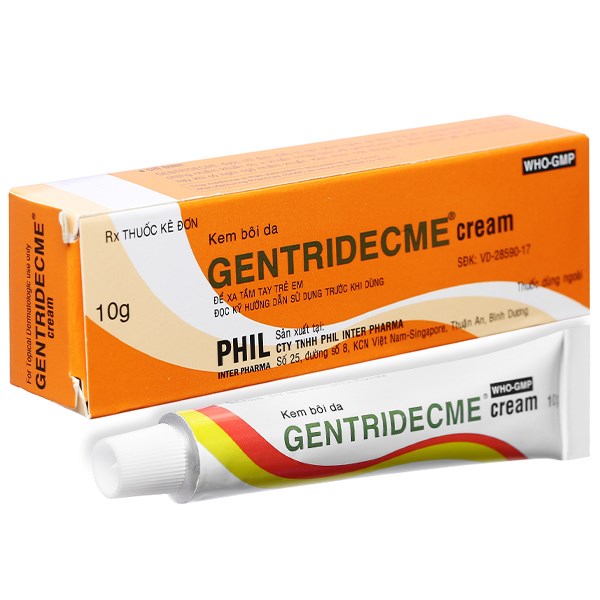 WHO-GMP
Rx THUỐC KÊ ĐƠN
Kem bôi da
GENTRIDECME® cream
SĐK: VD-28590-17
ĐỂ XA TẦM TAY TRẺ EM
ĐỌC KỸ HƯỚNG DẪN SỬ DỤNG TRƯỚC KHI DÙNG
Thuốc dùng ngoài
10g
PHIL
INTER PHARMA
Sản xuất tại:
CTY TNHH PHIL INTER PHARMA
Số 25, đường số 8, KCN Việt Nam-Singapore, Thuận An, Bình Dương
For Topical Dermatologic use only
GENTRIDECME®
cream
Kem bôi da
WHO-GMP
GENTRIDECME® cream
10g